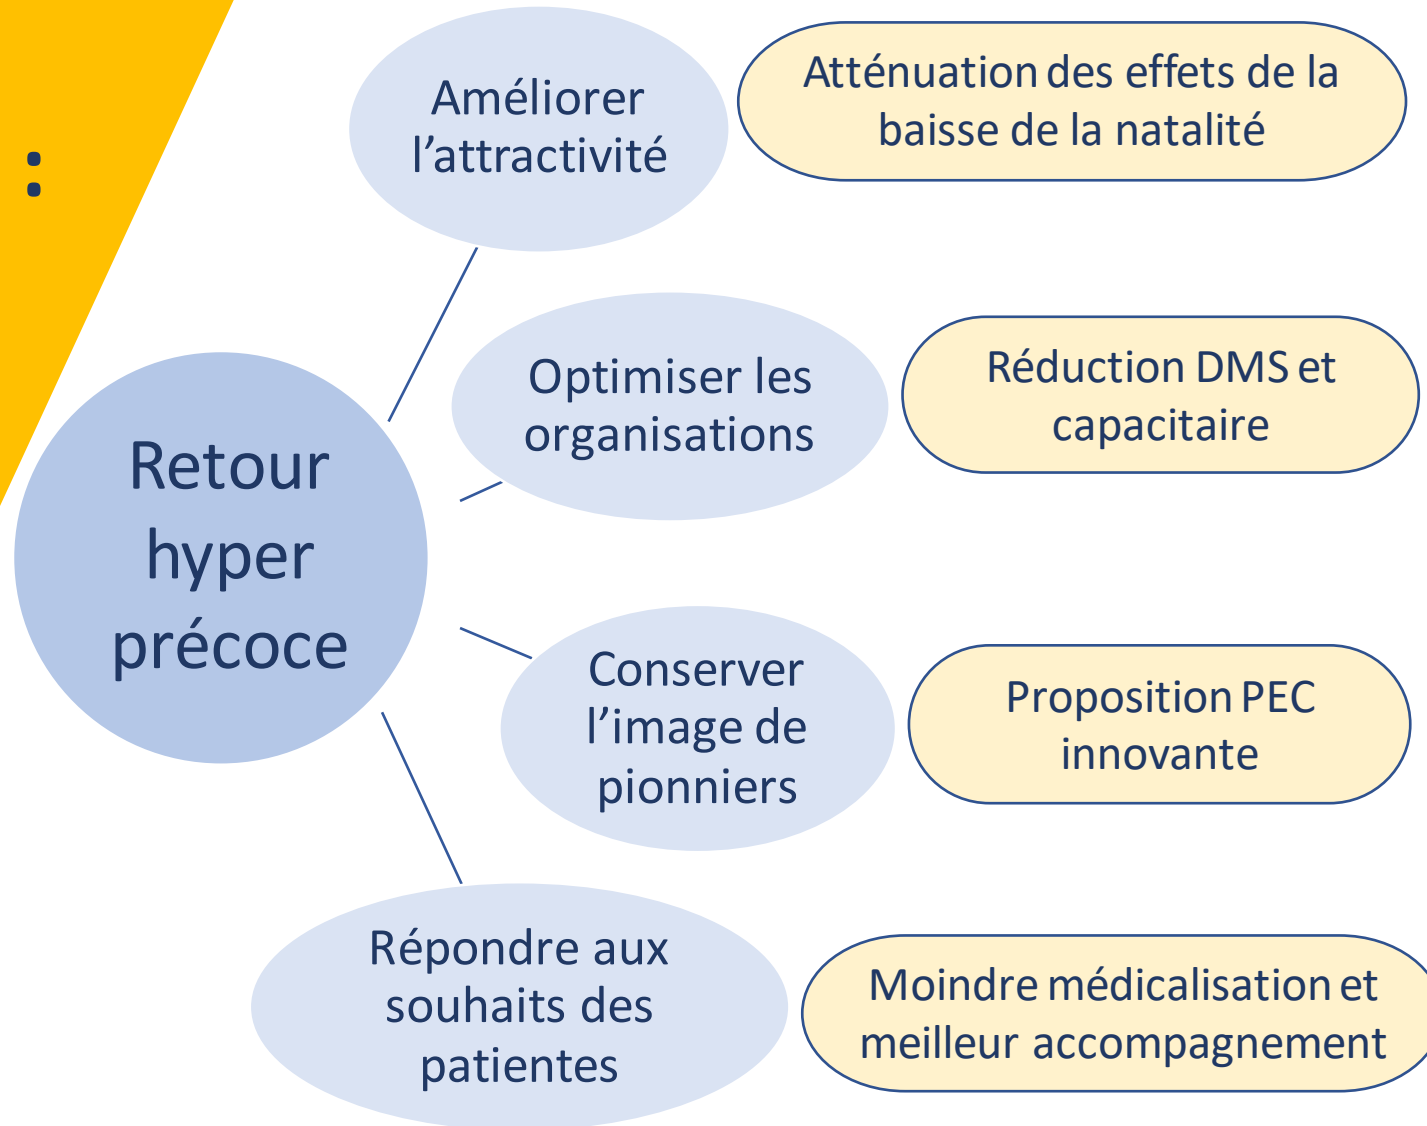 :
Retour
hyper
précoce
Améliorer
l’attractivité
Atténuation des effets de la
baisse de la natalité
Optimiser les
organisations
Réduction DMS et
capacitaire
Conserver
l’image de
pionniers
Proposition PEC
innovante
Répondre aux
souhaits des
patientes
Moindre médicalisation et
meilleur accompagnement